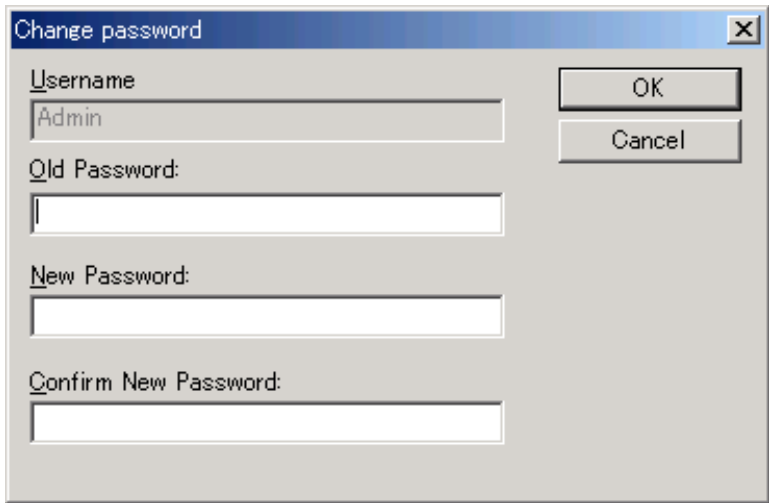 Change password
Username
Admin
OK
Cancel
Old Password:
New Password:
Confirm New Password: